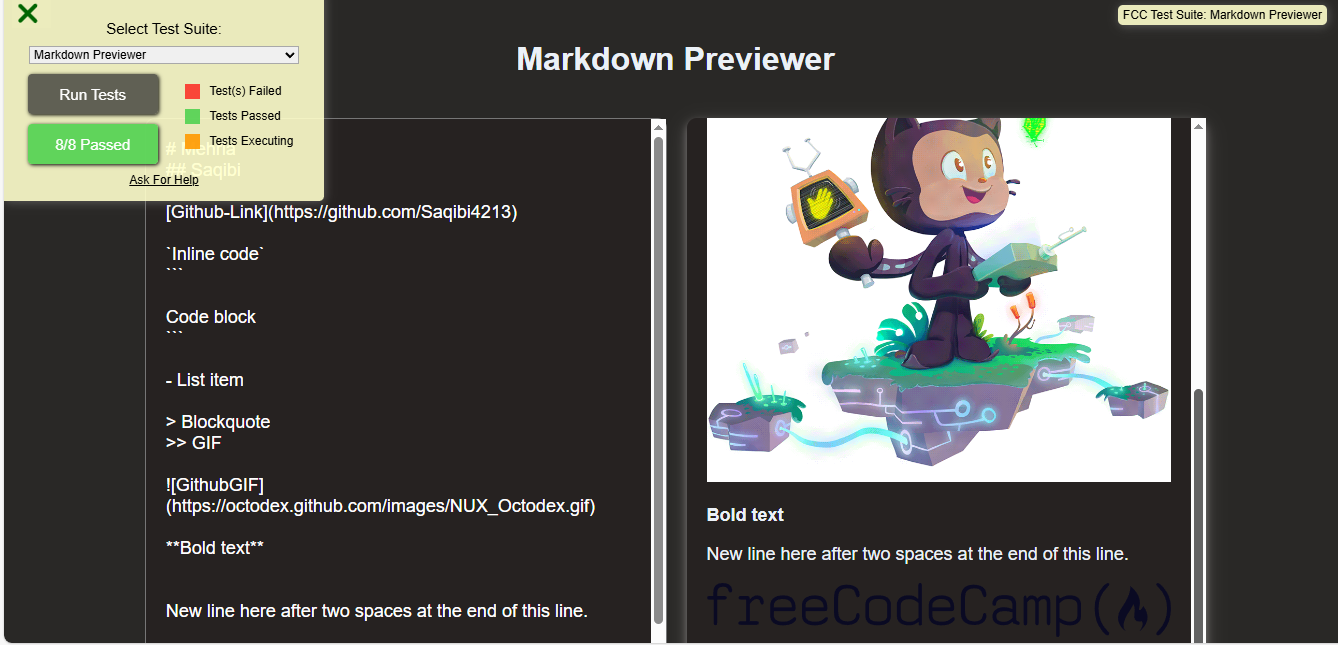 Select Test Suite:
Markdown Previewer
Run Tests
Test(s) Failed
Tests Passed
8/8 Passed
Tests Executing
Ask For Help
FCC Test Suite: Markdown Previewer
Markdown Previewer
# Mehna
## Saqibi
[Github-Link](https://github.com/Saqibi4213)
`Inline code`
```
Code block
```
- List item
> Blockquote
>> GIF
![GithubGIF]
(https://octodex.github.com/images/NUX_Octodex.gif)
**Bold text**
New line here after two spaces at the end of this line.
Bold text
New line here after two spaces at the end of this line.
freeCodeCamp